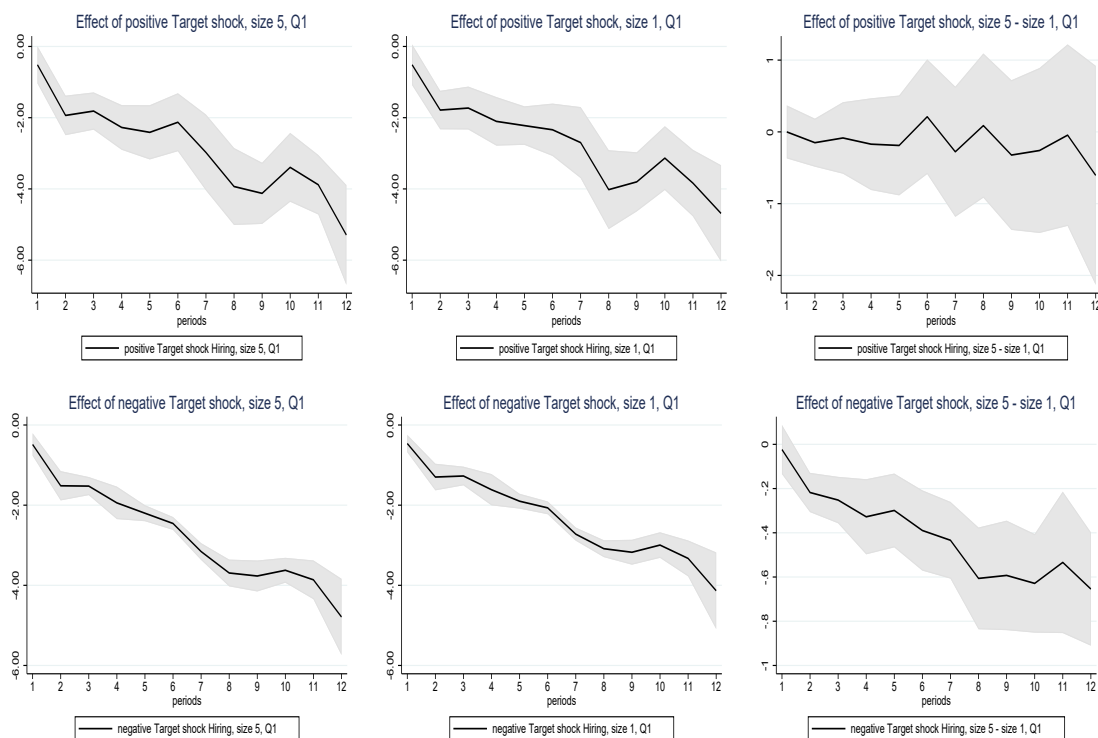 Effect of positive Target shock, size 5, Q1
0.00
-2.00
-4.00
-6.00
1 2 3 4 5 6 7 8 9 10 11 12
periods
positive Target shock Hiring, size 5, Q1
Effect of positive Target shock, size 1, Q1
0.00
-2.00
-4.00
-6.00
1 2 3 4 5 6 7 8 9 10 11 12
periods
positive Target shock Hiring, size 1, Q1
Effect of positive Target shock, size 5 - size 1, Q1
1
0
-1
-2
1 2 3 4 5 6 7 8 9 10 11 12
periods
positive Target shock Hiring, size 5 - size 1, Q1
Effect of negative Target shock, size 5, Q1
0.00
-2.00
-4.00
-6.00
1 2 3 4 5 6 7 8 9 10 11 12
periods
negative Target shock Hiring, size 5, Q1
Effect of negative Target shock, size 1, Q1
0.00
-2.00
-4.00
-6.00
1 2 3 4 5 6 7 8 9 10 11 12
periods
negative Target shock Hiring, size 1, Q1
Effect of negative Target shock, size 5 - size 1, Q1
0
-.2
-.4
-.6
-.8
-1
1 2 3 4 5 6 7 8 9 10 11 12
periods
negative Target shock Hiring, size 5 - size 1, Q1